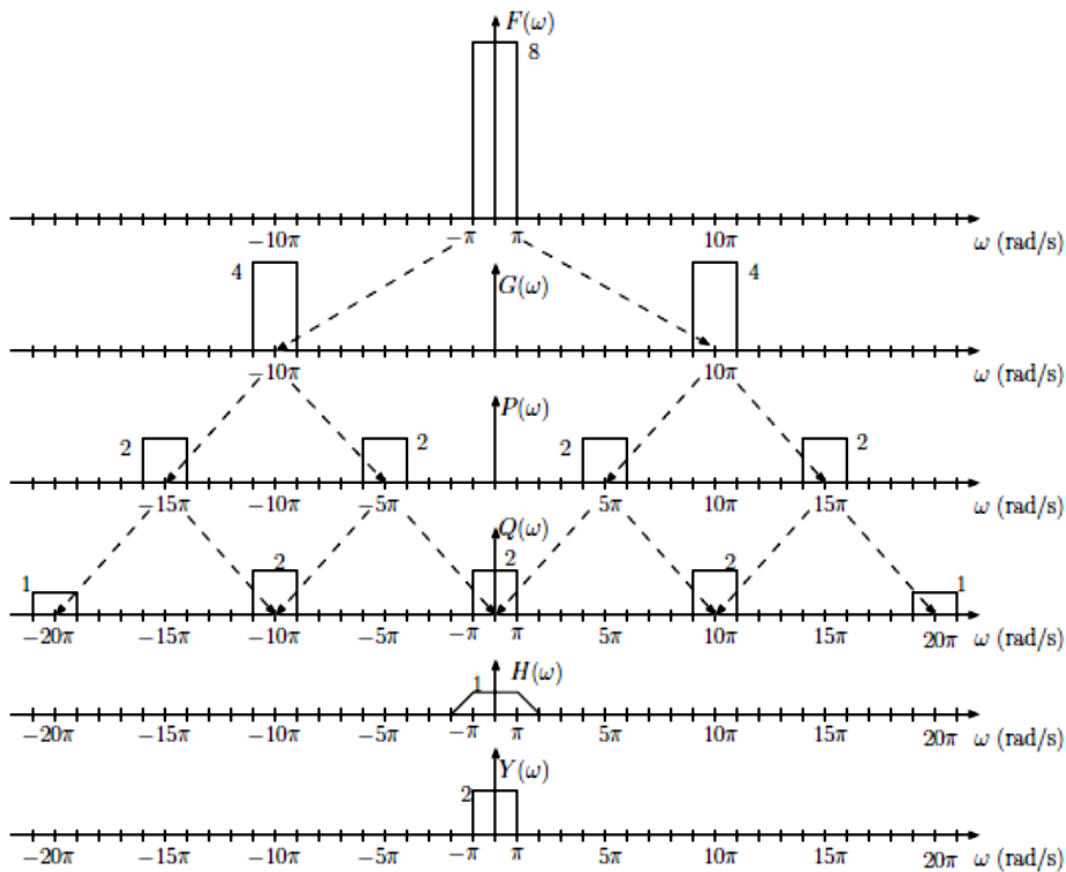 F(ω)
8
−10π −π π 10π ω (rad/s)
4 G(ω) 4
−10π 10π ω (rad/s)
P(ω)
2 2 2 2
−15π −10π −5π 5π 10π 15π ω (rad/s)
Q(ω)
1 2 2 2 1
−20π −15π −10π −5π −π π 5π 10π 15π 20π ω (rad/s)
1 H(ω)
−20π −15π −10π −5π −π π 5π 10π 15π 20π ω (rad/s)
Y(ω)
2
−20π −15π −10π −5π −π π 5π 10π 15π 20π ω (rad/s)